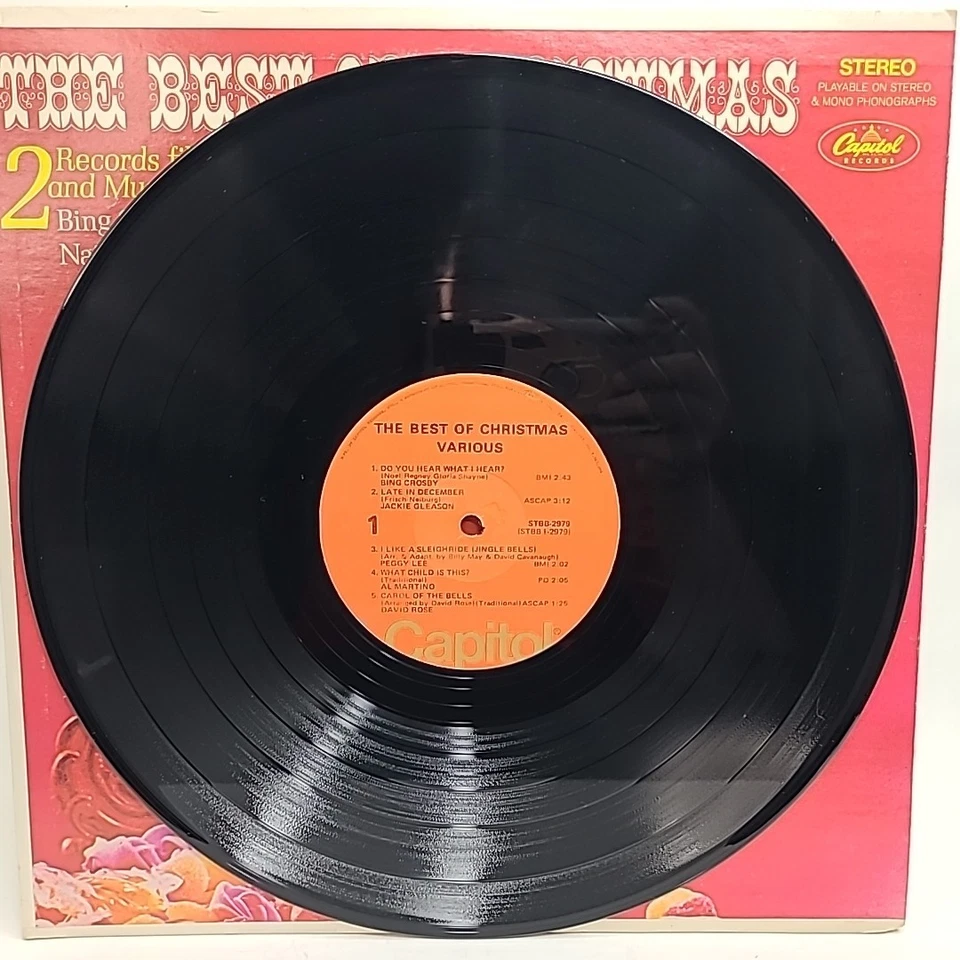 THE BEST
STMAS
STEREO
PLAYABLE ON STEREO
& MONO PHONOGRAPHS
Capitol
RECORDS
2
Records
and
Bing
THE BEST OF CHRISTMAS
VARIOUS
1. DO YOU HEAR WHAT I HEAR?
(Noel Regney-Gloria Shayne) BMI 2:43
BING CROSBY
2. LATE IN DECEMBER
(Frisch Neiburg) ASCAP 3:12
JACKIE GLEASON
1
STBB-2979
(STBB 1-2979)
3. I LIKE A SLEIGHRIDE (JINGLE BELLS)
(Arr. & Adapt. by Billy May & David Cavanaugh)
PEGGY LEE BMI 2:02
4. WHAT CHILD IS THIS?
(Traditional) PD 2:05
AL MARTINO
5. CAROL OF THE BELLS
(Arranged by David Rose)(Traditional) ASCAP 1:25
DAVID ROSE
Capitol®